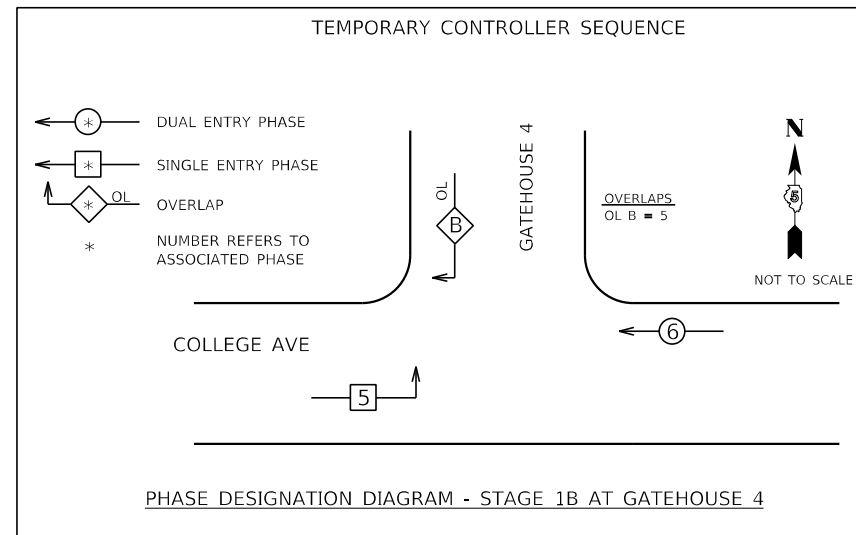 TEMPORARY CONTROLLER SEQUENCE
* DUAL ENTRY PHASE
* SINGLE ENTRY PHASE
* OL OVERLAP
* NUMBER REFERS TO
ASSOCIATED PHASE
OL
B
GATEHOUSE 4
OVERLAPS
OL B = 5
N
5
NOT TO SCALE
COLLEGE AVE
6
5
PHASE DESIGNATION DIAGRAM - STAGE 1B AT GATEHOUSE 4